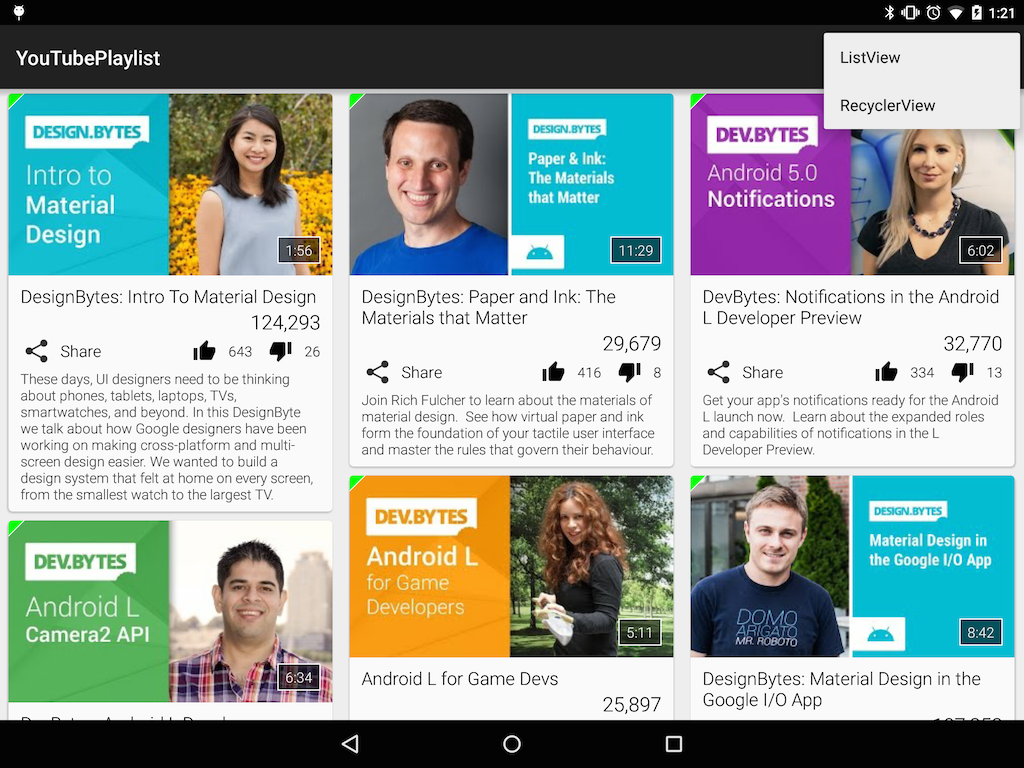 1:21
YouTubePlaylist
ListView
RecyclerView
DESIGN.BYTES
Intro to
Material
Design
1:56
DesignBytes: Intro To Material Design
124,293
Share
643
26
These days, UI designers need to be thinking
about phones, tablets, laptops, TVs,
smartwatches, and beyond. In this DesignByte
we talk about how Google designers have been
working on making cross-platform and multi-
screen design easier. We wanted to build a
design system that felt at home on every screen,
from the smallest watch to the largest TV.
DESIGN.BYTES
Paper & Ink:
The Materials
that Matter
11:29
DesignBytes: Paper and Ink: The
Materials that Matter
29,679
Share
416
8
Join Rich Fulcher to learn about the materials of
material design.  See how virtual paper and ink
form the foundation of your tactile user interface
and master the rules that govern their behaviour.
DEV.BYTES
Android 5.0
Notifications
6:02
DevBytes: Notifications in the Android
L Developer Preview
32,770
Share
334
13
Get your app's notifications ready for the Android
L launch now.  Learn about the expanded roles
and capabilities of notifications in the L
Developer Preview.
DEV.BYTES
Android L
Camera2 API
6:34
DEV.BYTES
Android L
for Game
Developers
5:11
Android L for Game Devs
25,897
DESIGN.BYTES
Material Design in
the Google I/O App
DOMO
ARIGATO
MR. ROBOTO
8:42
DesignBytes: Material Design in the
Google I/O App